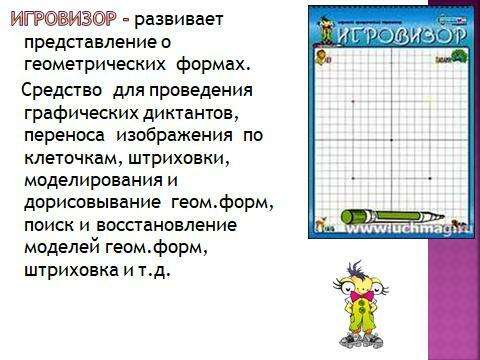 ИГРОВИЗОР - развивает
представление о
геометрических формах.
Средство для проведения
графических диктантов,
переноса изображения по
клеточкам, штриховки,
моделирования и
дорисовывание геом.форм,
поиск и восстановление
моделей геом.форм,
штриховка и т.д.
ИГРОВИЗОР
www.luchmag.ru